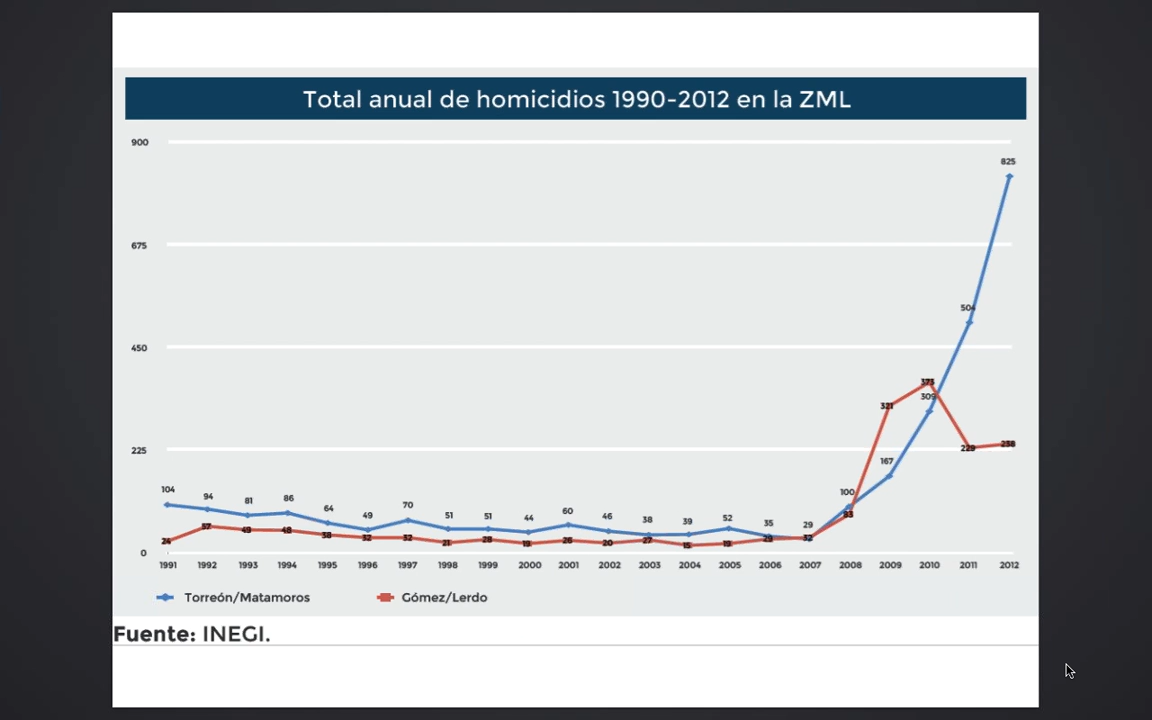 Total anual de homicidios 1990-2012 en la ZML
900
675
450
225
0
104 94 81 86 64 49 70 51 51 44 60 46 38 39 52 35 29 100 167 309 504 825
24 57 49 48 38 32 32 21 28 19 26 20 27 15 19 29 32 83 321 373 229 238
1991 1992 1993 1994 1995 1996 1997 1998 1999 2000 2001 2002 2003 2004 2005 2006 2007 2008 2009 2010 2011 2012
Torreón/Matamoros Gómez/Lerdo
Fuente: INEGI.